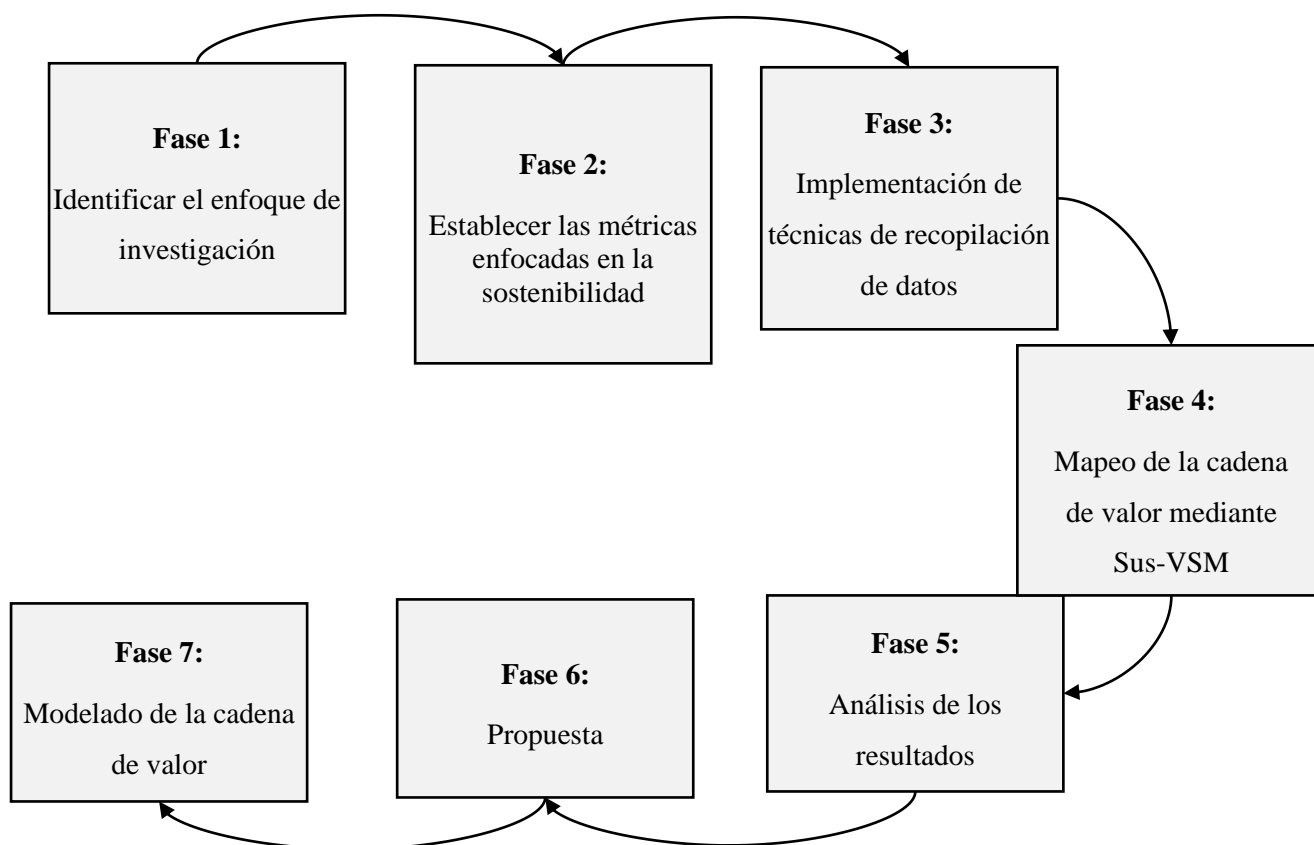 Fase 1:
Identificar el enfoque de
investigación
Fase 2:
Establecer las métricas
enfocadas en la
sostenibilidad
Fase 3:
Implementación de
técnicas de recopilación
de datos
Fase 4:
Mapeo de la cadena
de valor mediante
Sus-VSM
Fase 5:
Análisis de los
resultados
Fase 6:
Propuesta
Fase 7:
Modelado de la cadena
de valor